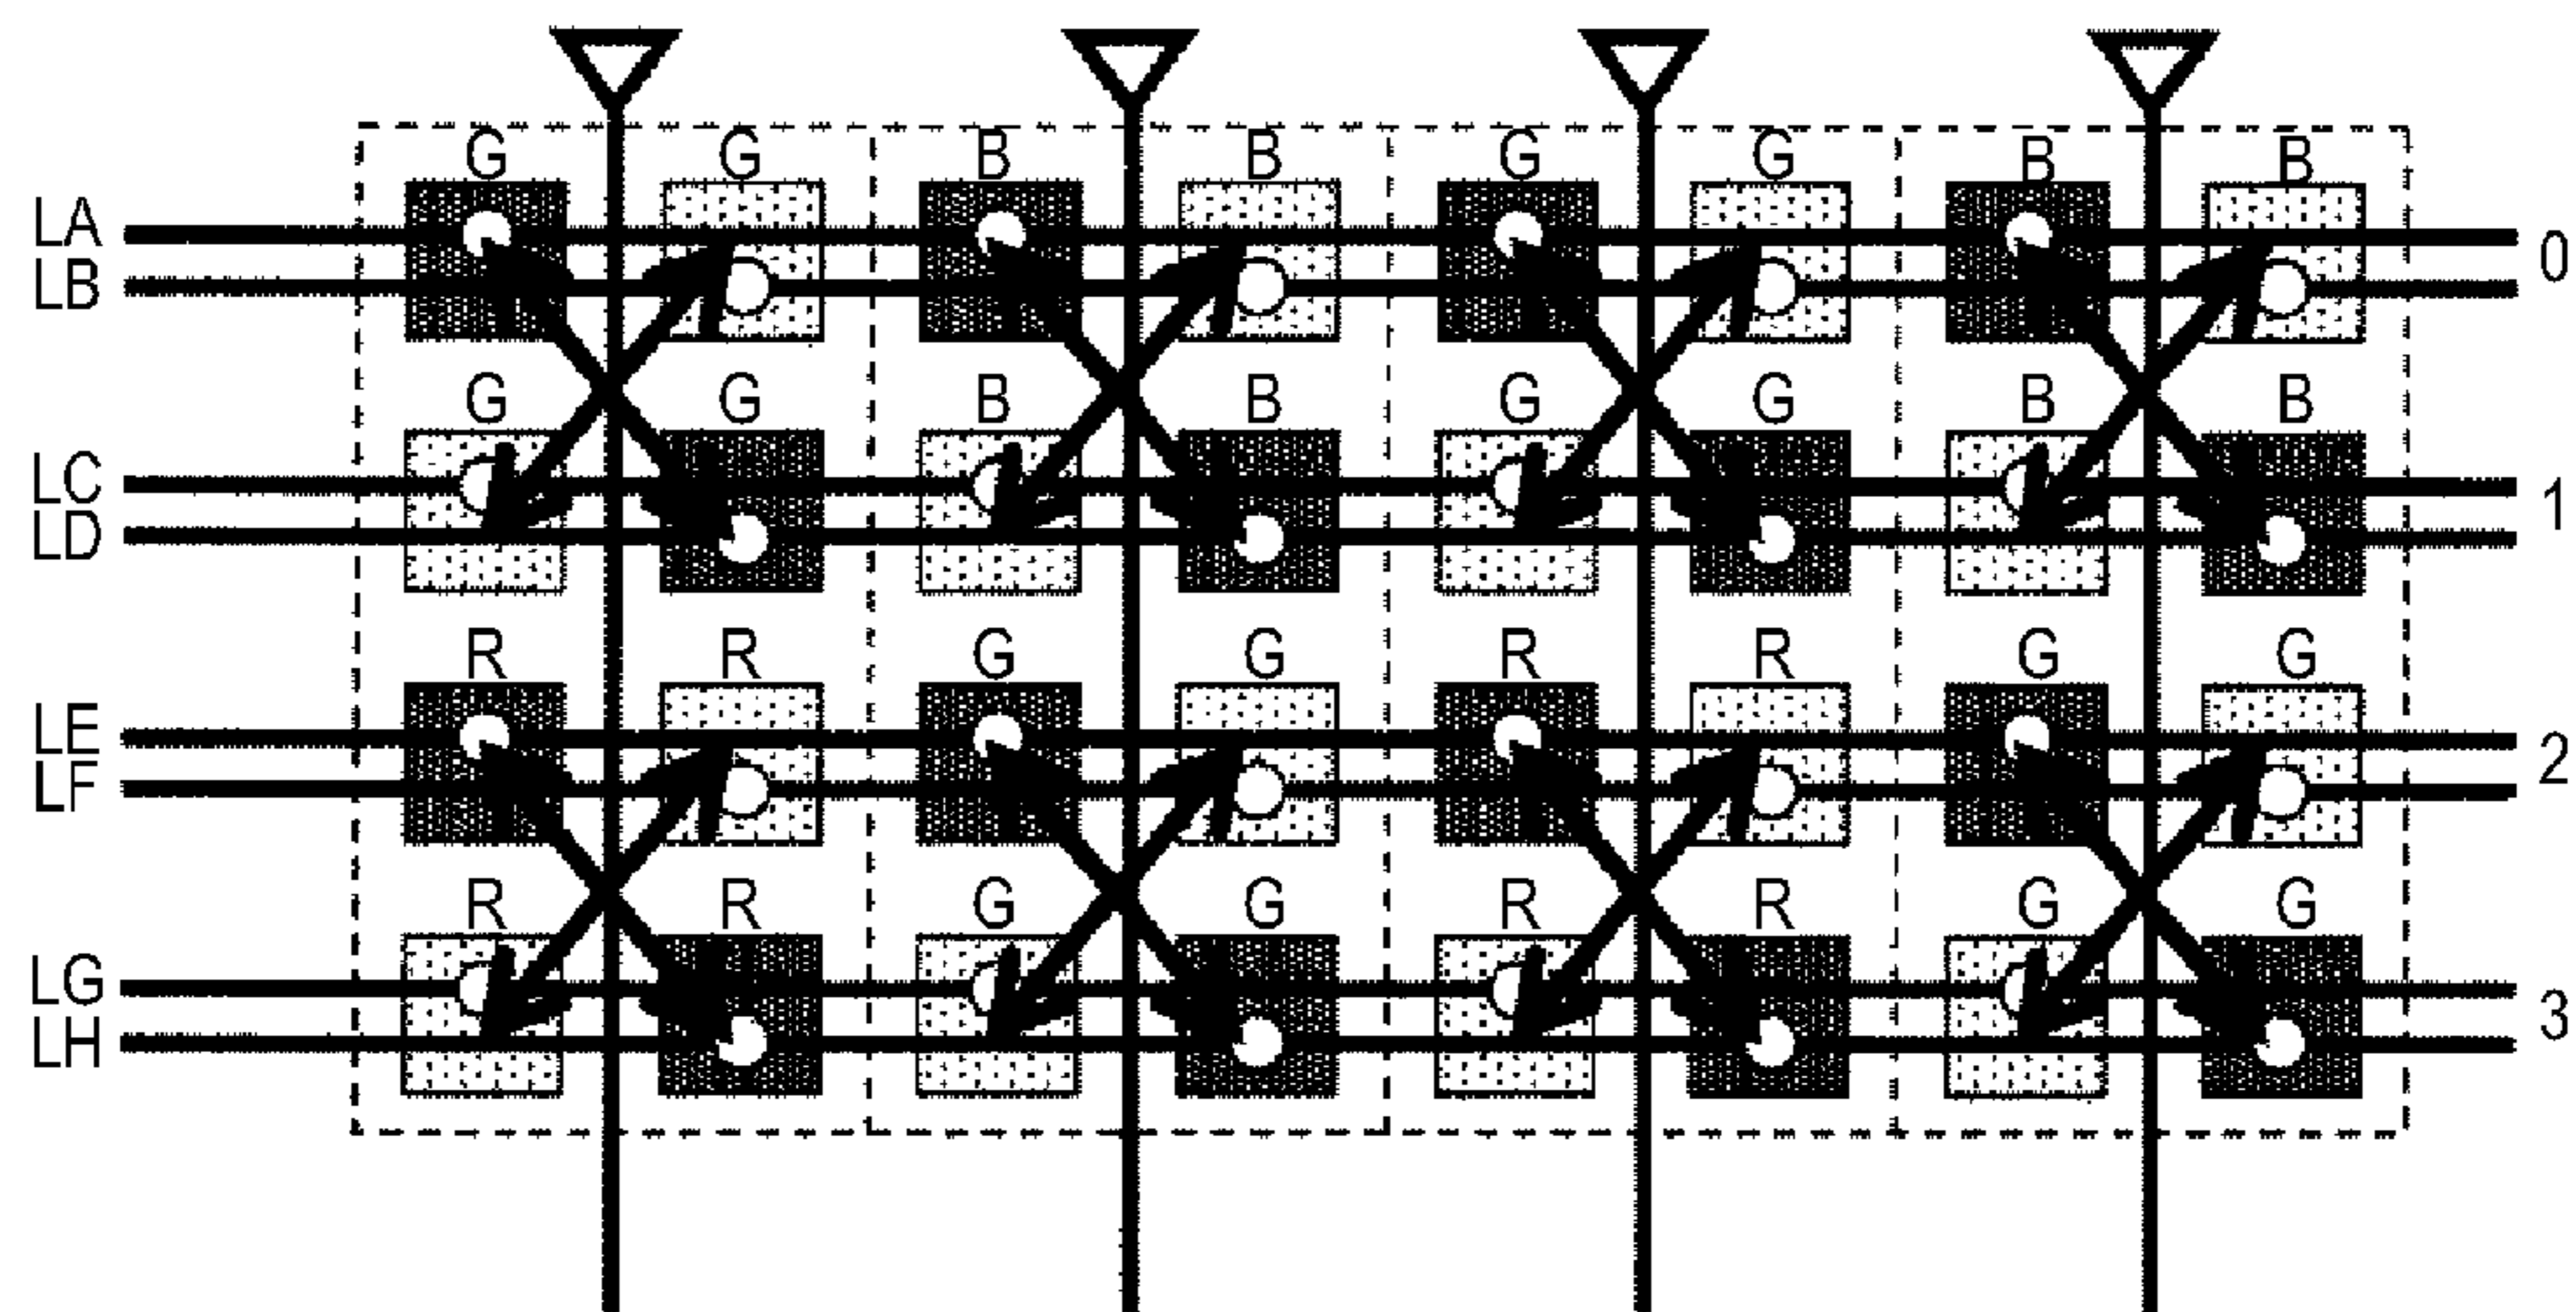 G G B B G G B B
LA
LB 0
G G B B G G B B
LC
LD 1
R R G G R R G G
LE
LF 2
R R G G R R G G
LG
LH 3